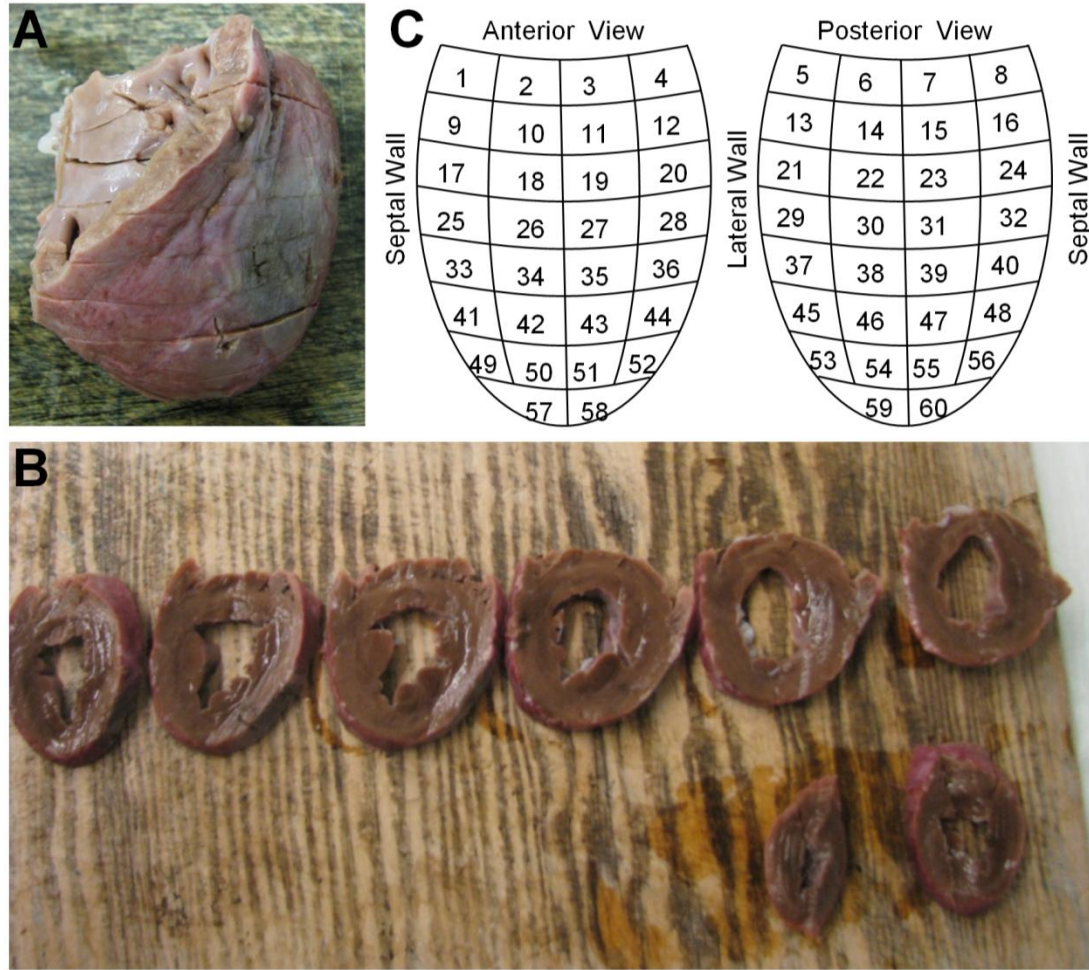 A
C
Anterior View
Posterior View
1 2 3 4
5 6 7 8
9 10 11 12
13 14 15 16
17 18 19 20
21 22 23 24
25 26 27 28
29 30 31 32
33 34 35 36
37 38 39 40
41 42 43 44
45 46 47 48
49 50 51 52
53 54 55 56
57 58
59 60
Septal Wall
Lateral Wall
Septal Wall
B